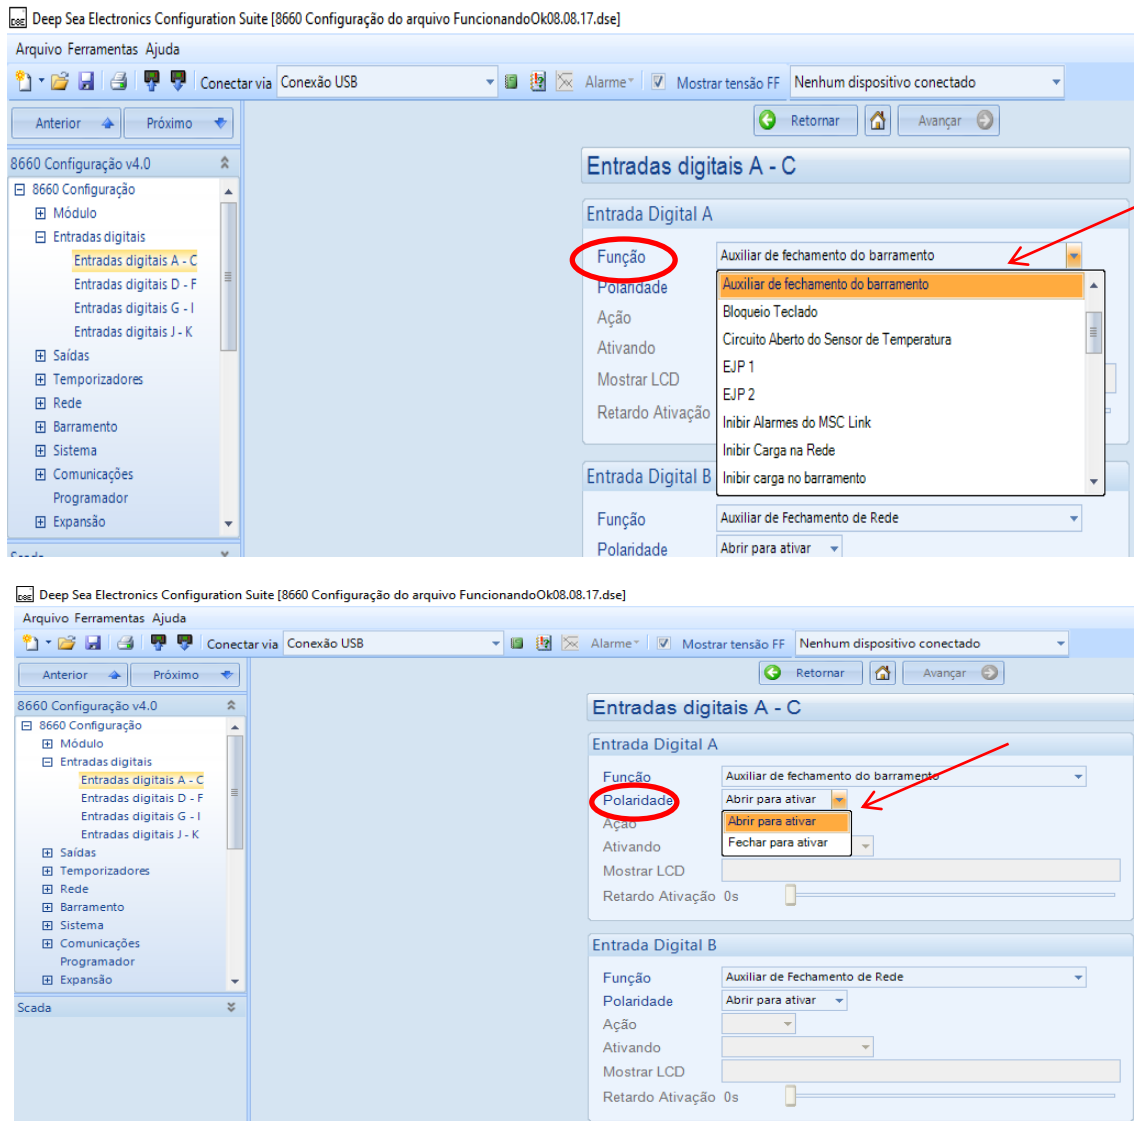 Deep Sea Electronics Configuration Suite [8660 Configuração do arquivo FuncionandoOk08.08.17.dse]
Arquivo Ferramentas Ajuda
Conectar via Conexão USB Alarme Mostrar tensão FF Nenhum dispositivo conectado
Anterior Próximo
Retornar Avançar
8660 Configuração v4.0
8660 Configuração
Módulo
Entradas digitais
Entradas digitais A - C
Entradas digitais D - F
Entradas digitais G - I
Entradas digitais J - K
Saídas
Temporizadores
Rede
Barramento
Sistema
Comunicações
Programador
Expansão
Scada
Entradas digitais A - C
Entrada Digital A
Função Auxiliar de fechamento do barramento
Polaridade Auxiliar de fechamento do barramento
Bloqueio Teclado
Ação
Circuito Aberto do Sensor de Temperatura
Ativando
EJP 1
Mostrar LCD
EJP 2
Retardo Ativação
Inibir Alarmes do MSC Link
Inibir Carga na Rede
Entrada Digital B Inibir carga no barramento
Função Auxiliar de Fechamento de Rede
Polaridade Abrir para ativar
DSE Deep Sea Electronics Configuration Suite [8660 Configuração do arquivo FuncionandoOk08.08.17.dse]
Arquivo Ferramentas Ajuda
Conectar via Conexão USB Alarme Mostrar tensão FF Nenhum dispositivo conectado
Anterior Próximo
Retornar Avançar
8660 Configuração v4.0
8660 Configuração
Módulo
Entradas digitais
Entradas digitais A - C
Entradas digitais D - F
Entradas digitais G - I
Entradas digitais J - K
Saídas
Temporizadores
Rede
Barramento
Sistema
Comunicações
Programador
Expansão
Scada
Entradas digitais A - C
Entrada Digital A
Função Auxiliar de fechamento do barramento
Polaridade Abrir para ativar
Ação Abrir para ativar
Ativando Fechar para ativar
Mostrar LCD
Retardo Ativação 0s
Entrada Digital B
Função Auxiliar de Fechamento de Rede
Polaridade Abrir para ativar
Ação
Ativando
Mostrar LCD
Retardo Ativação 0s